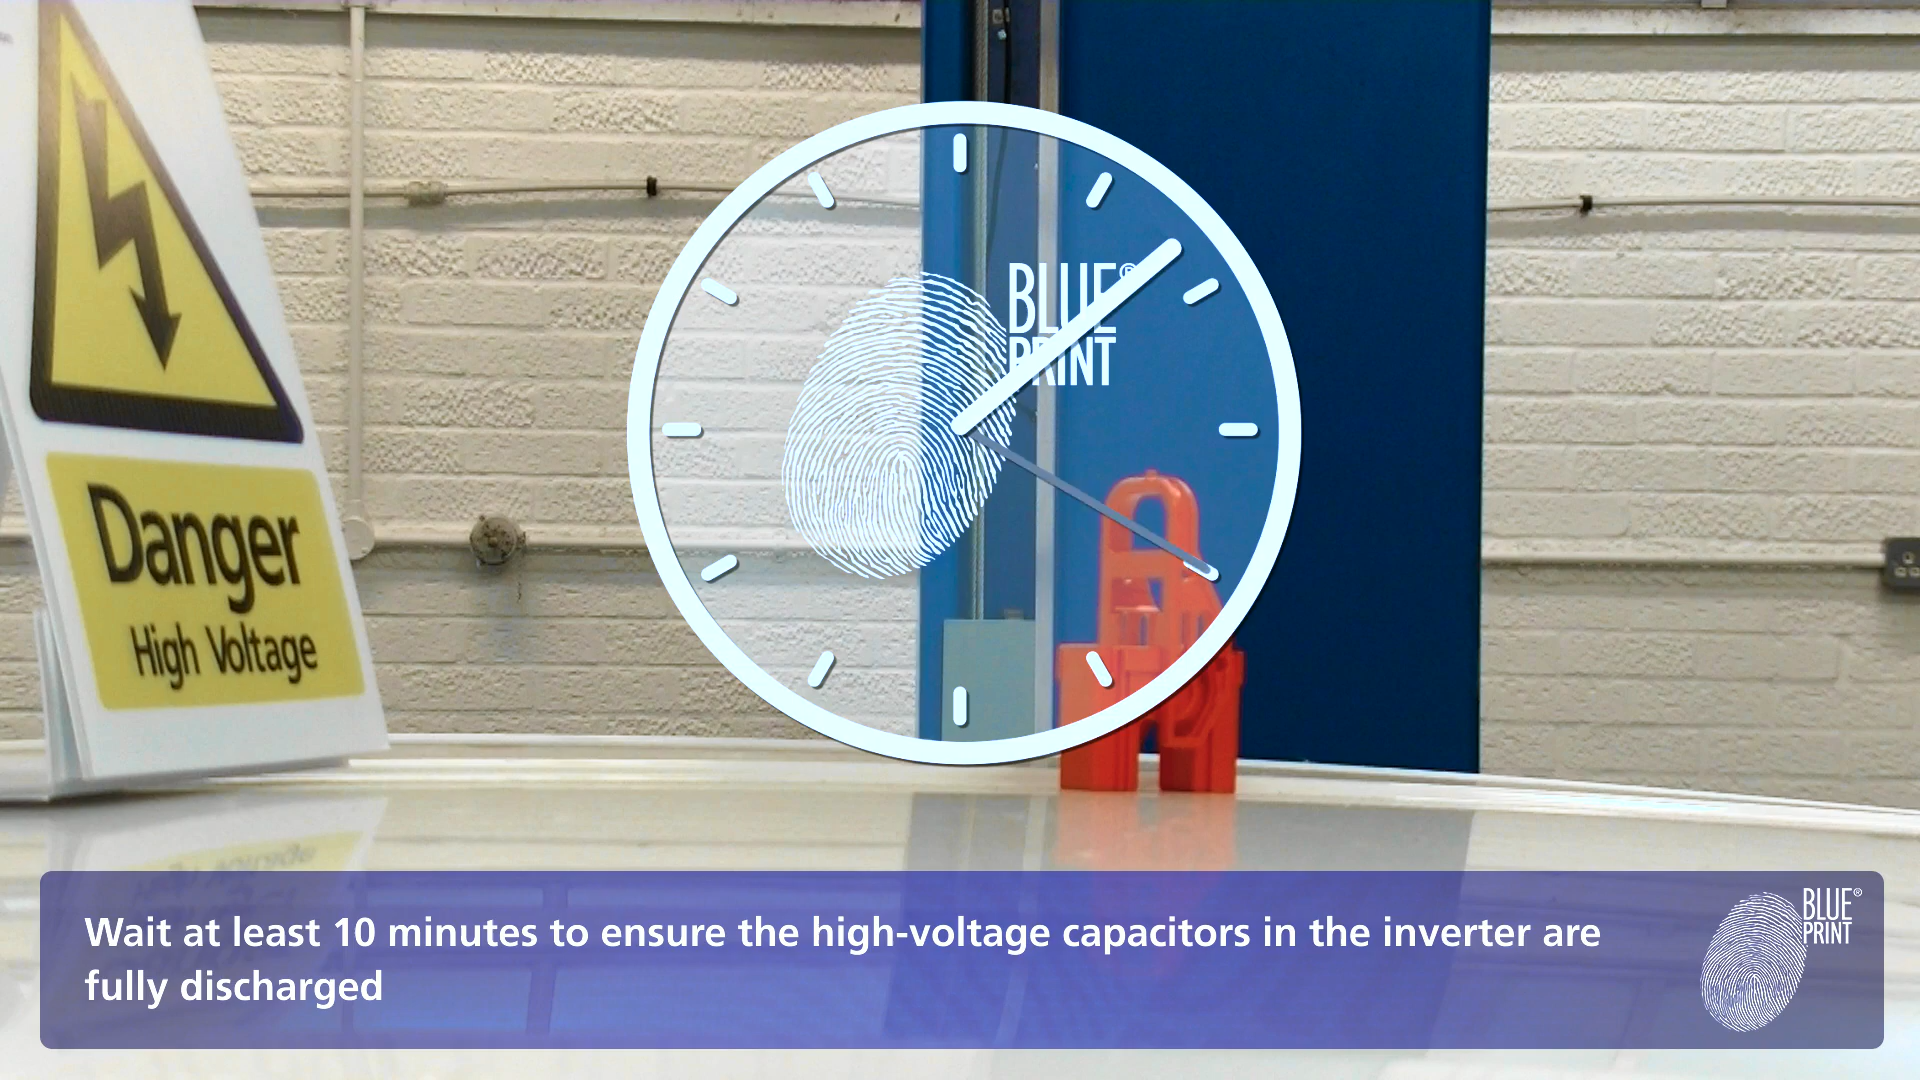 Danger
High Voltage
BLUE®
PRINT
Wait at least 10 minutes to ensure the high-voltage capacitors in the inverter are
fully discharged
BLUE®
PRINT